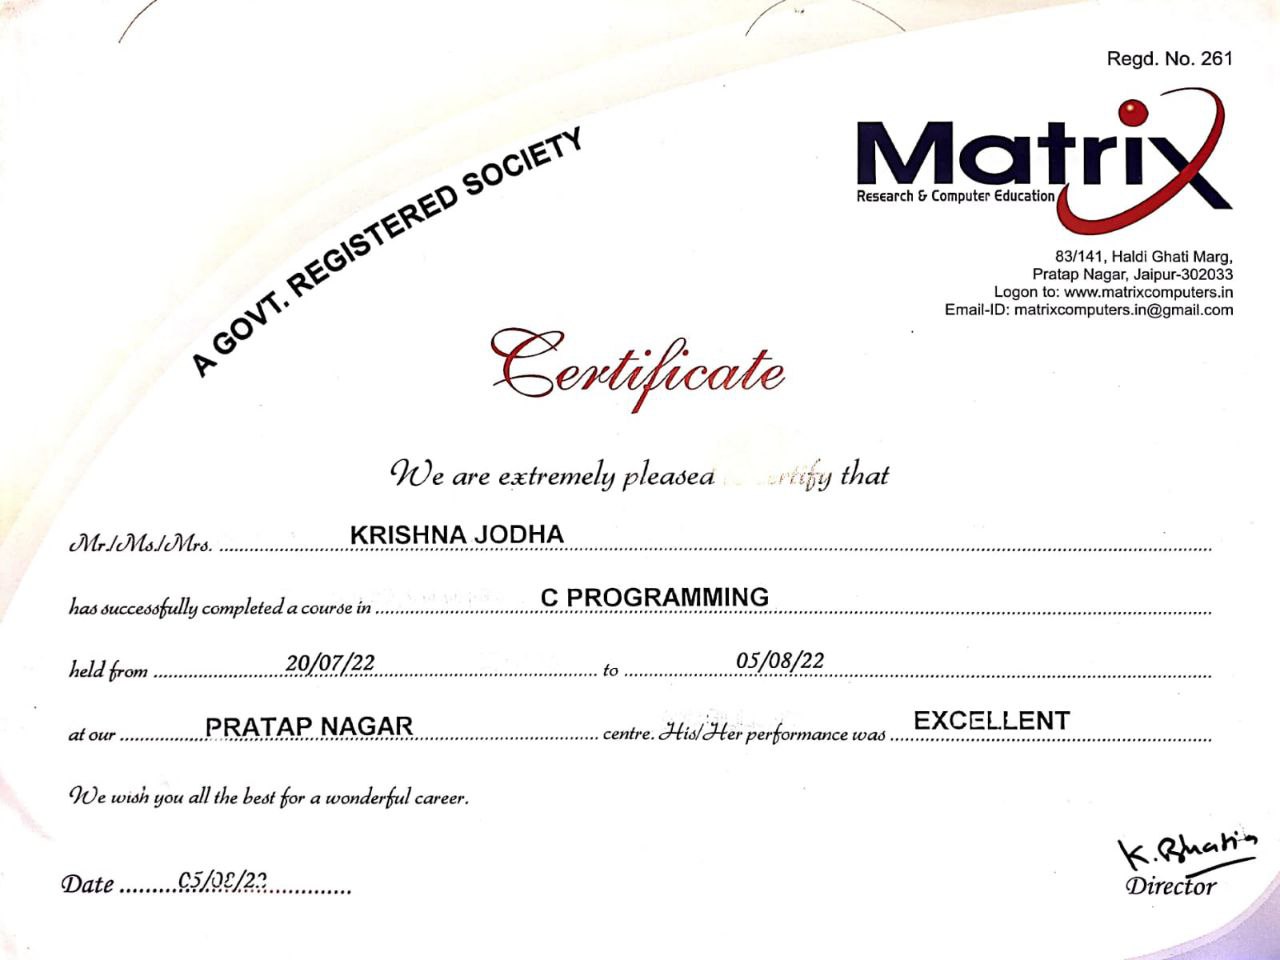 Regd. No. 261
Matrix
Research & Computer Education
83/141, Haldi Ghati Marg,
Pratap Nagar, Jaipur-302033
Logon to: www.matrixcomputers.in
Email-ID: matrixcomputers.in@gmail.com
A GOVT. REGISTERED SOCIETY
Certificate
We are extremely pleased certify that
Mr./Ms./Mrs. KRISHNA JODHA
has successfully completed a course in C PROGRAMMING
held from 20/07/22 to 05/08/22
at our PRATAP NAGAR centre. His/Her performance was EXCELLENT
We wish you all the best for a wonderful career.
K. Bhatia
Date 05/08/22
Director